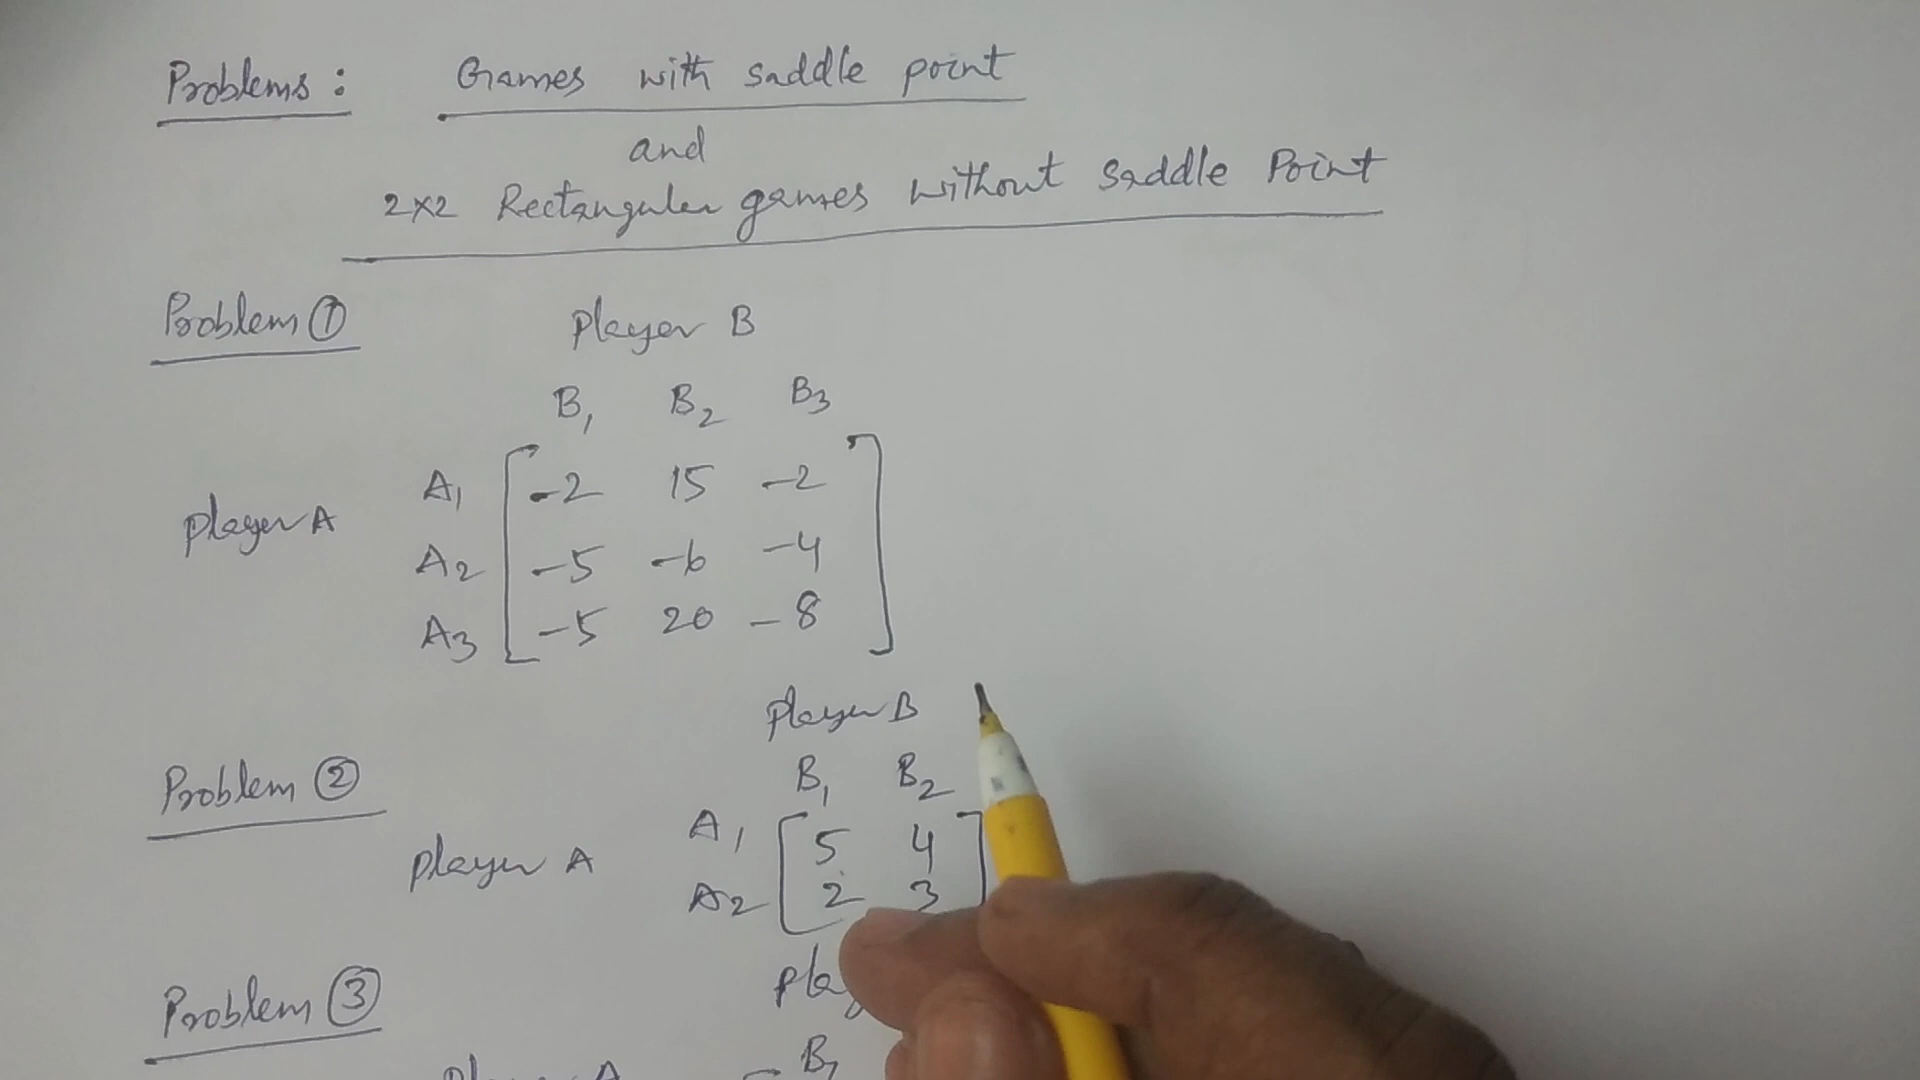 Problems : Games with saddle point
and
2x2 Rectangular games without Saddle Point
Problem ① Player B
B1 B2 B3
A1 -2 15 -2
Player A
A2 -5 -6 -4
A3 -5 20 -8
Player B
Problem ② B1 B2
A1 5 4
Player A
A2 2 3
Problem ③